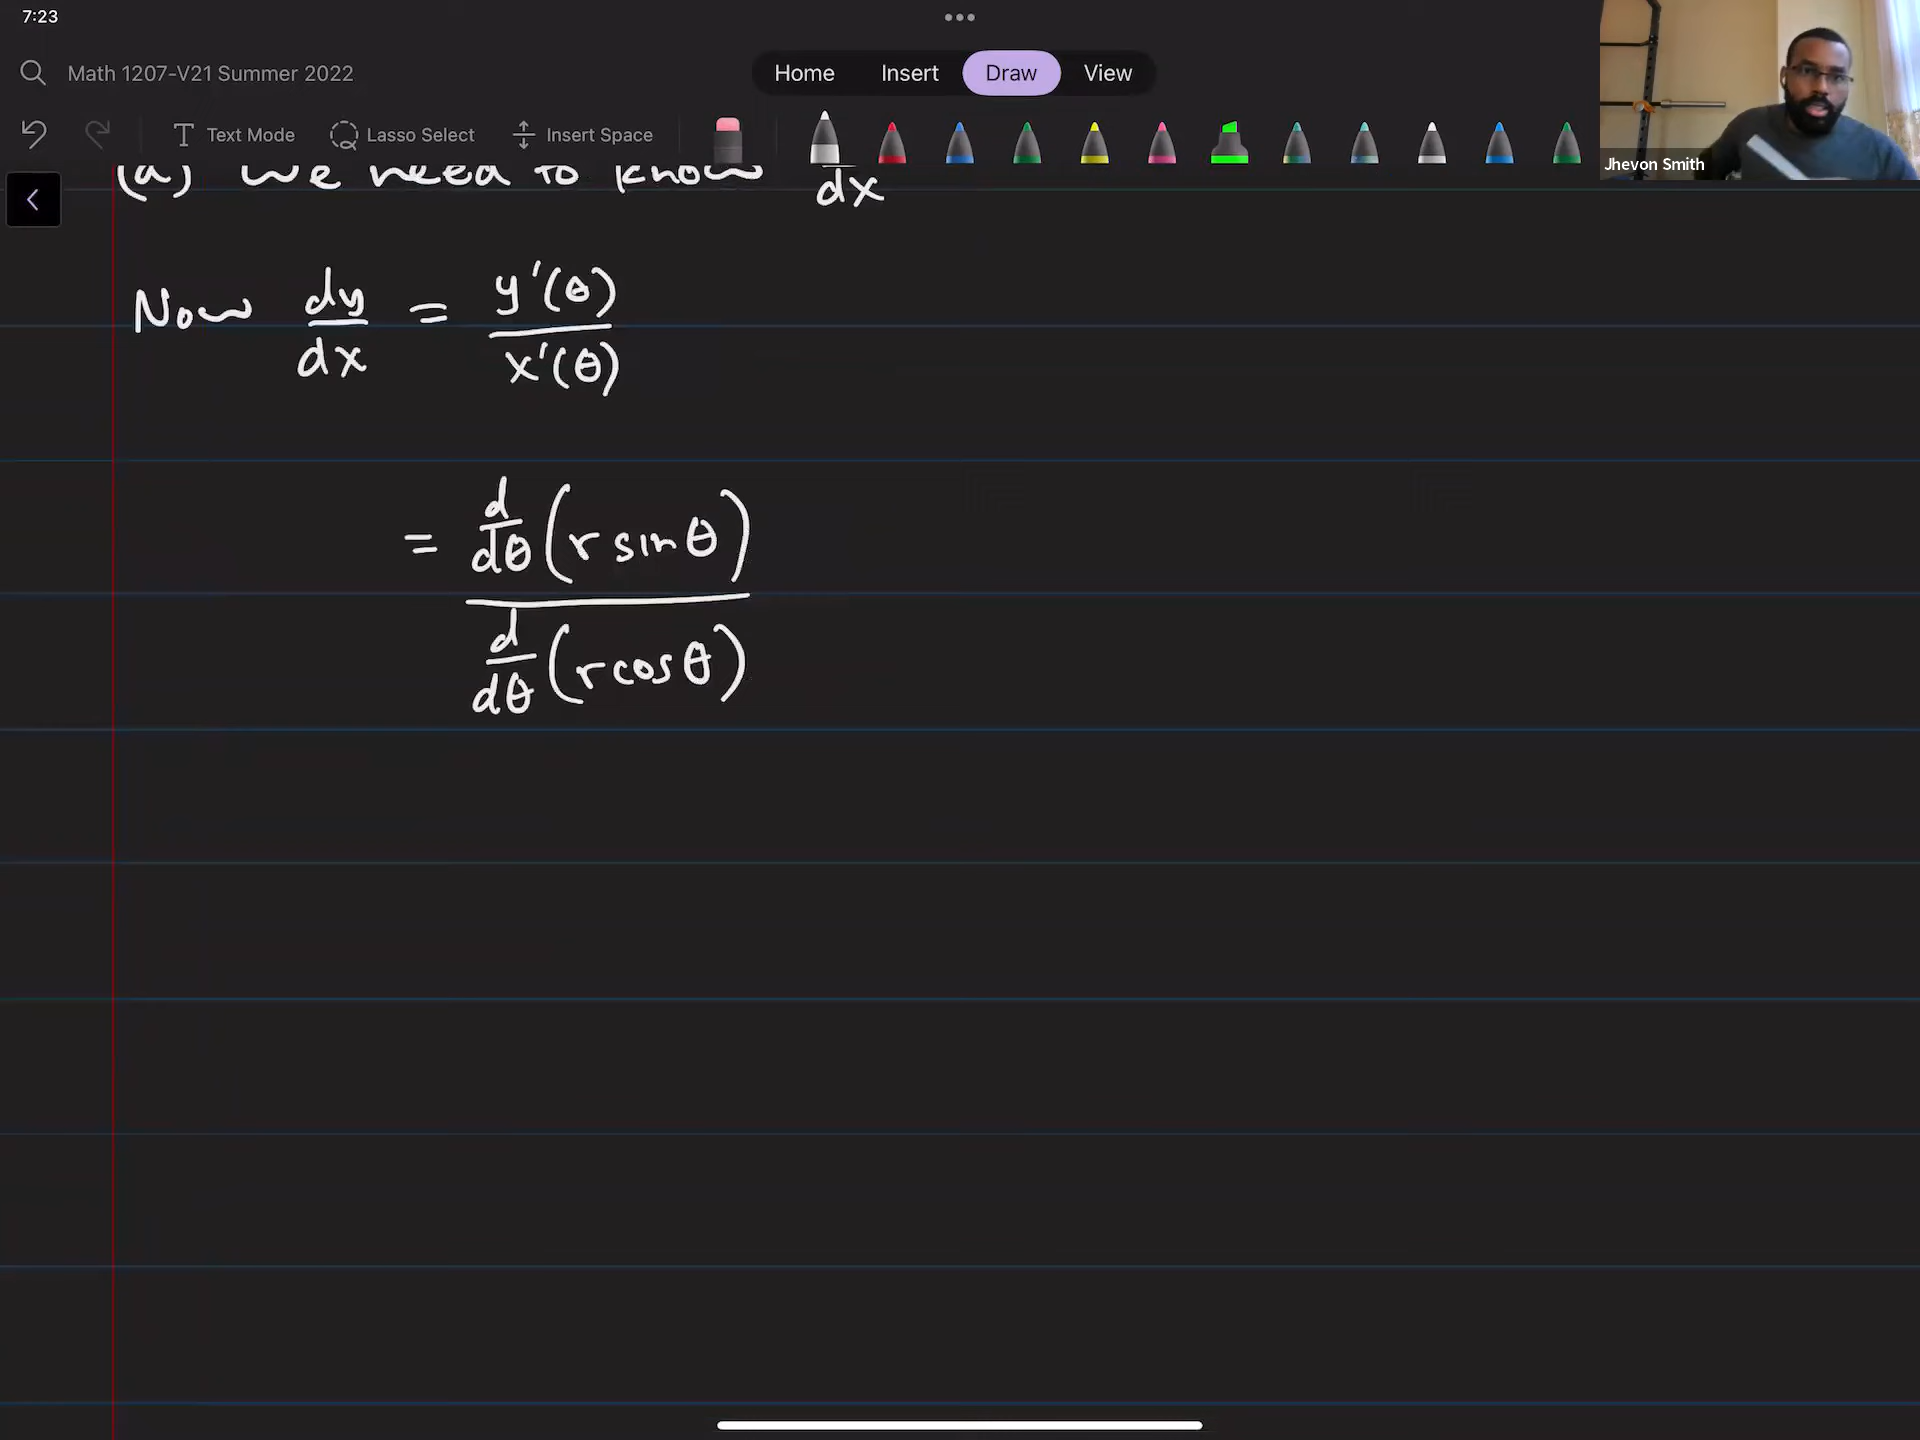 7:23
Math 1207-V21 Summer 2022
Home Insert Draw View
Text Mode Lasso Select Insert Space
Jhevon Smith
(a) we need to know dx
Now dy/dx = y'(θ)/x'(θ)
= d/dθ (r sin θ)
d/dθ (r cos θ)